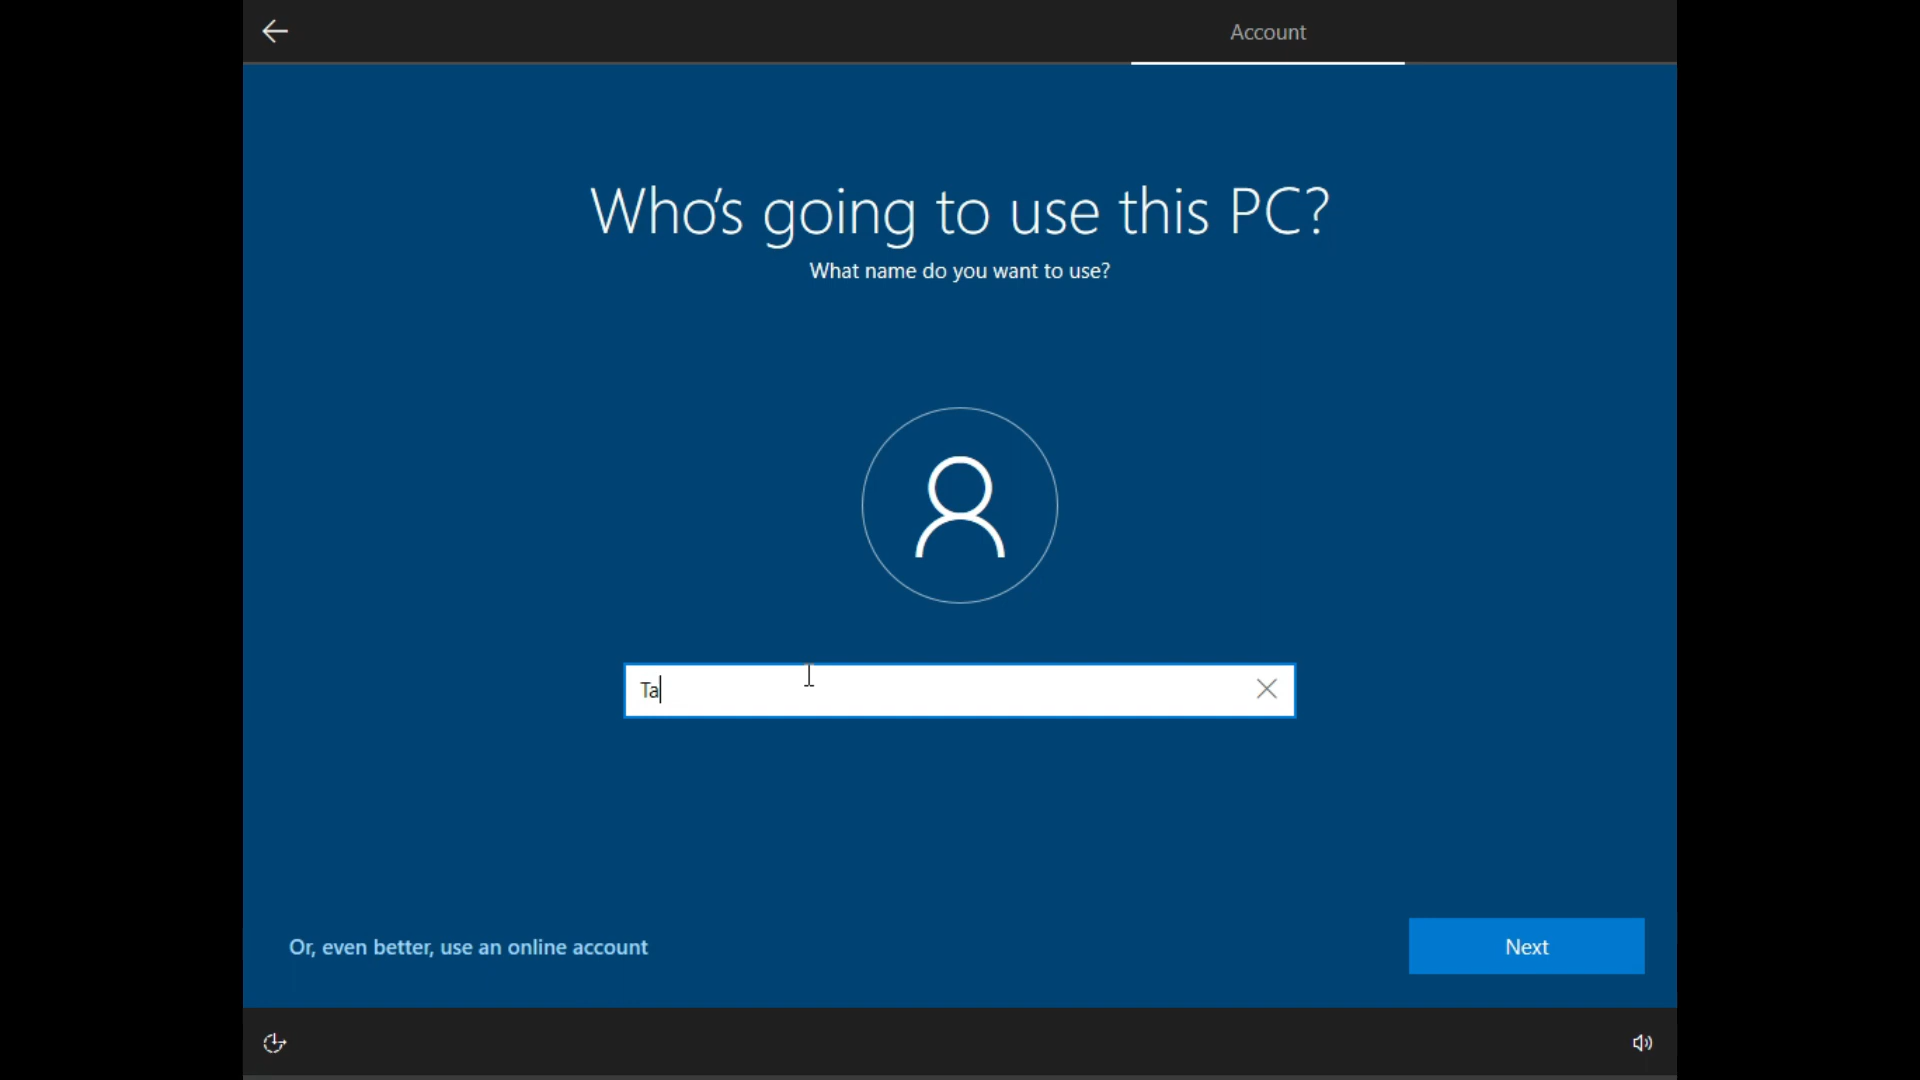 Account
Who's going to use this PC?
What name do you want to use?
Ta
Or, even better, use an online account
Next